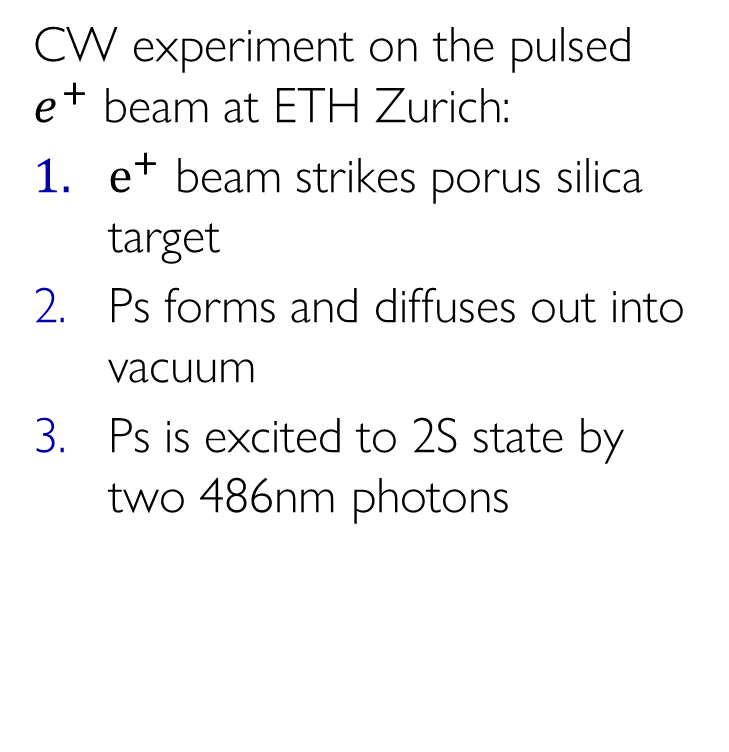 CW experiment on the pulsed
e⁺ beam at ETH Zurich:
1. e⁺ beam strikes porus silica
target
2. Ps forms and diffuses out into
vacuum
3. Ps is excited to 2S state by
two 486nm photons